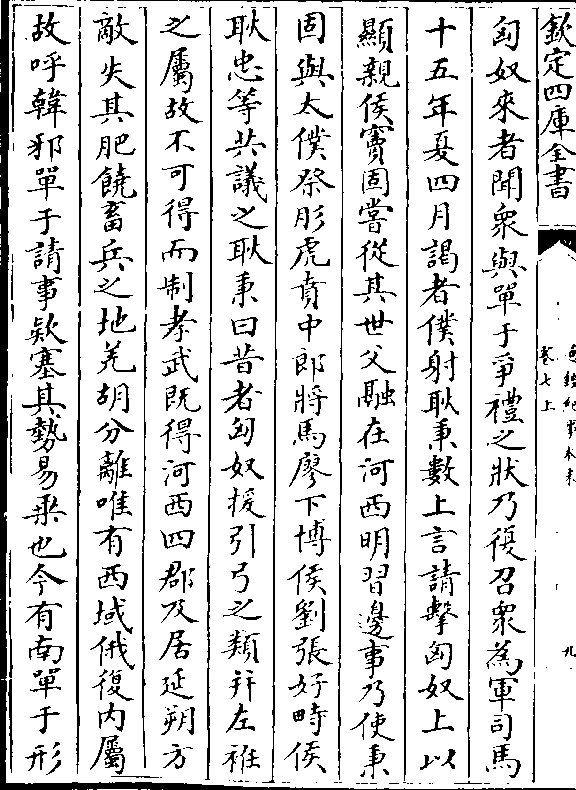 欽定四庫全書
卷七上
九
匈奴來者聞衆與單于爭禮之狀乃復召衆為軍司馬
十五年夏四月謁者僕射耿秉數上言請擊匈奴上以
顯親侯竇固嘗從其世父融在河西明習邊事乃使秉
固與太僕祭肜虎賁中郎將馬廖下博侯劉張好畤侯
耿忠等共議之耿秉曰昔者匈奴援引弓之類幷左袵
之屬故不可得而制孝武既得河西四郡及居延朔方
敵失其肥饒畜兵之地羌胡分離唯有西域俄復内屬
故呼韓邪單于請事欵塞其勢易乗也今有南單于形